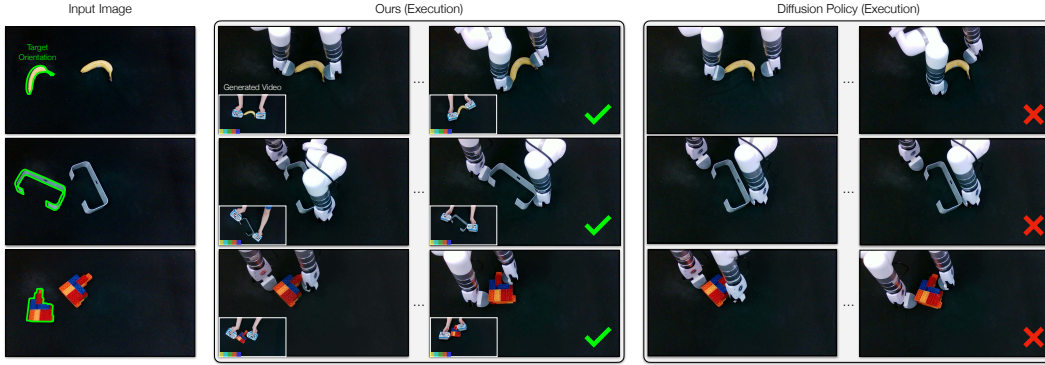 Input Image
Ours (Execution)
Diffusion Policy (Execution)
Target
Orientation
Generated Video
...
...
...
...
...
...